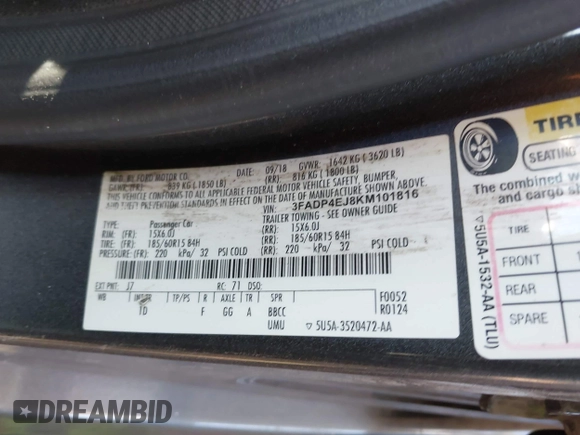 MFD. BY FORD MOTOR CO.
DATE: 09/18 GVWR: 1642 KG ( 3620 LB)
GAWR: (FR): 839 KG ( 1850 LB) (RR): 816 KG ( 1800 LB)
THIS VEHICLE CONFORMS TO ALL APPLICABLE FEDERAL MOTOR VEHICLE SAFETY, BUMPER,
AND THEFT PREVENTION STANDARDS IN EFFECT ON THE DATE OF MANUFACTURE SHOWN ABOVE.
VIN: 3FADP4EJ8KM101816
TYPE: Passenger Car TRAILER TOWING - SEE OWNER GUIDE
RIM: (FR): 15X6.0J (RR): 15X6.0J
TIRE: (FR): 185/60R15 84H (RR): 185/60R15 84H
PRESSURE: (FR): 220 kPa/ 32 PSI COLD (RR): 220 kPa/ 32 PSI COLD
EXT PNT: J7 RC: 71 DSO: F0052
WB INT TR TP/PS R AXLE TR SPR R0124
TD F GG A BBCC
UMU 5U5A-3520472-AA
TIRE
SEATING
The combined w
and cargo
TIRE
FRONT
REAR
SPARE
5U5A-1532-AA (TLU)
DREAMBID